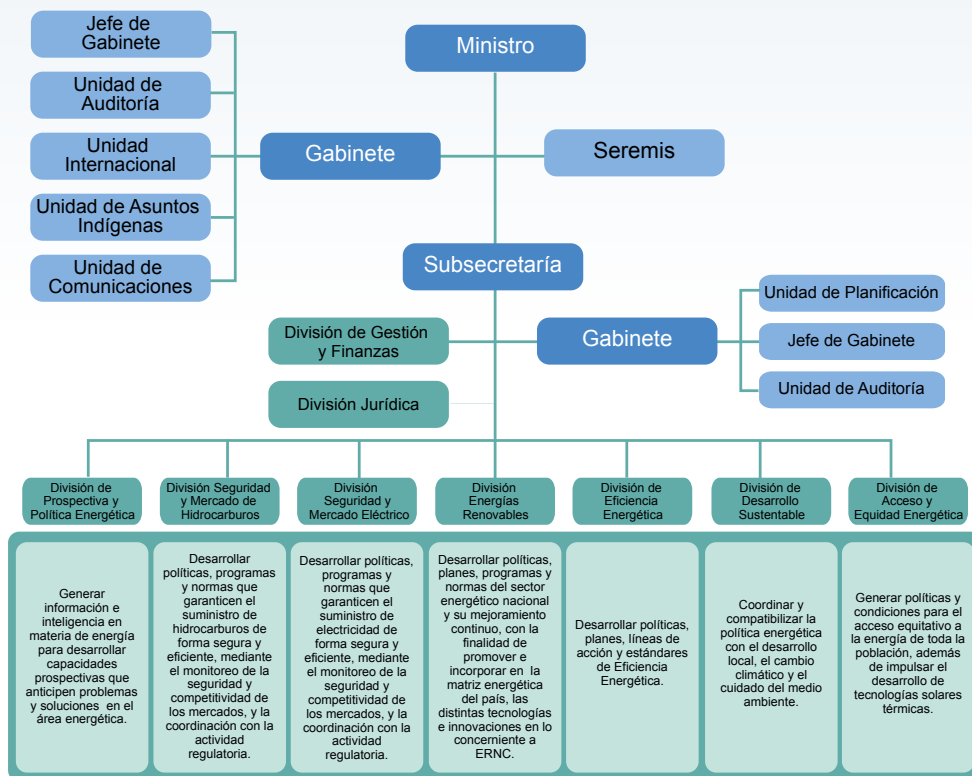 Jefe de
Gabinete
Unidad de
Auditoría
Unidad
Internacional
Unidad de Asuntos
Indígenas
Unidad de
Comunicaciones
Ministro
Gabinete
Seremis
Subsecretaría
División de Gestión
y Finanzas
División Jurídica
Gabinete
Unidad de Planificación
Jefe de Gabinete
Unidad de Auditoría
División de
Prospectiva y
Política Energética
División Seguridad
y Mercado de
Hidrocarburos
División
Seguridad y
Mercado Eléctrico
División
Energías
Renovables
División de
Eficiencia
Energética
División de
Desarrollo
Sustentable
División de
Acceso y
Equidad Energética
Generar
información e
inteligencia en
materia de energía
para desarrollar
capacidades
prospectivas que
anticipen problemas
y soluciones en el
área energética.
Desarrollar
políticas, programas
y normas que
garanticen el
suministro de
hidrocarburos de
forma segura y
eficiente, mediante
el monitoreo de la
seguridad y
competitividad de
los mercados, y la
coordinación con la
actividad
regulatoria.
Desarrollar políticas,
programas y
normas que
garanticen el
suministro de
electricidad de
forma segura y
eficiente, mediante
el monitoreo de la
seguridad y
competitividad de
los mercados, y la
coordinación con la
actividad
regulatoria.
Desarrollar políticas,
planes, programas y
normas del sector
energético nacional
y su mejoramiento
continuo, con la
finalidad de
promover e
incorporar en la
matriz energética
del país, las
distintas tecnologías
e innovaciones en lo
concerniente a
ERNC.
Desarrollar políticas,
planes, líneas de
acción y estándares
de Eficiencia
Energética.
Coordinar y
compatibilizar la
política energética
con el desarrollo
local, el cambio
climático y el
cuidado del medio
ambiente.
Generar políticas y
condiciones para el
acceso equitativo a
la energía de toda la
población, además
de impulsar el
desarrollo de
tecnologías solares
térmicas.